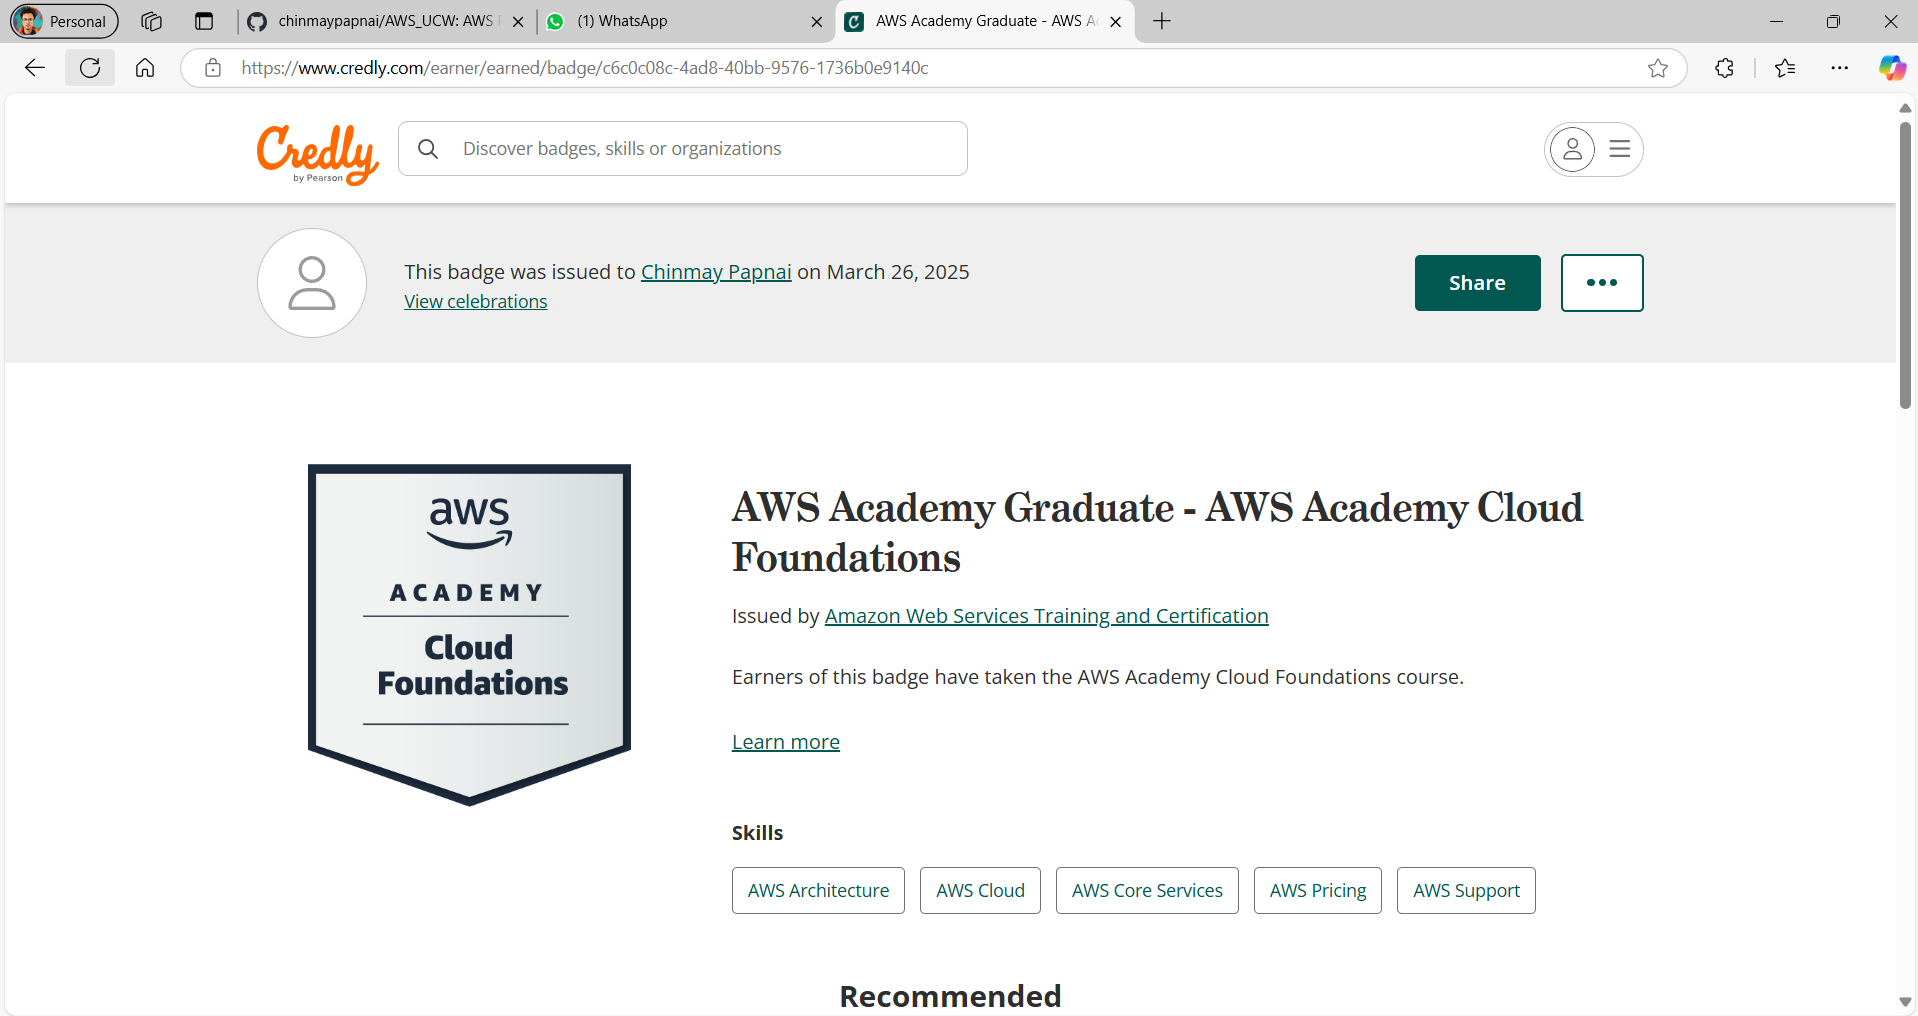 Personal
chinmaypapnai/AWS_UCW: AWS
(1) WhatsApp
AWS Academy Graduate - AWS A
https://www.credly.com/earner/earned/badge/c6c0c08c-4ad8-40bb-9576-1736b0e9140c
Credly
by Pearson
Discover badges, skills or organizations
This badge was issued to Chinmay Papnai on March 26, 2025
View celebrations
Share
aws
ACADEMY
Cloud
Foundations
AWS Academy Graduate - AWS Academy Cloud
Foundations
Issued by Amazon Web Services Training and Certification
Earners of this badge have taken the AWS Academy Cloud Foundations course.
Learn more
Skills
AWS Architecture
AWS Cloud
AWS Core Services
AWS Pricing
AWS Support
Recommended